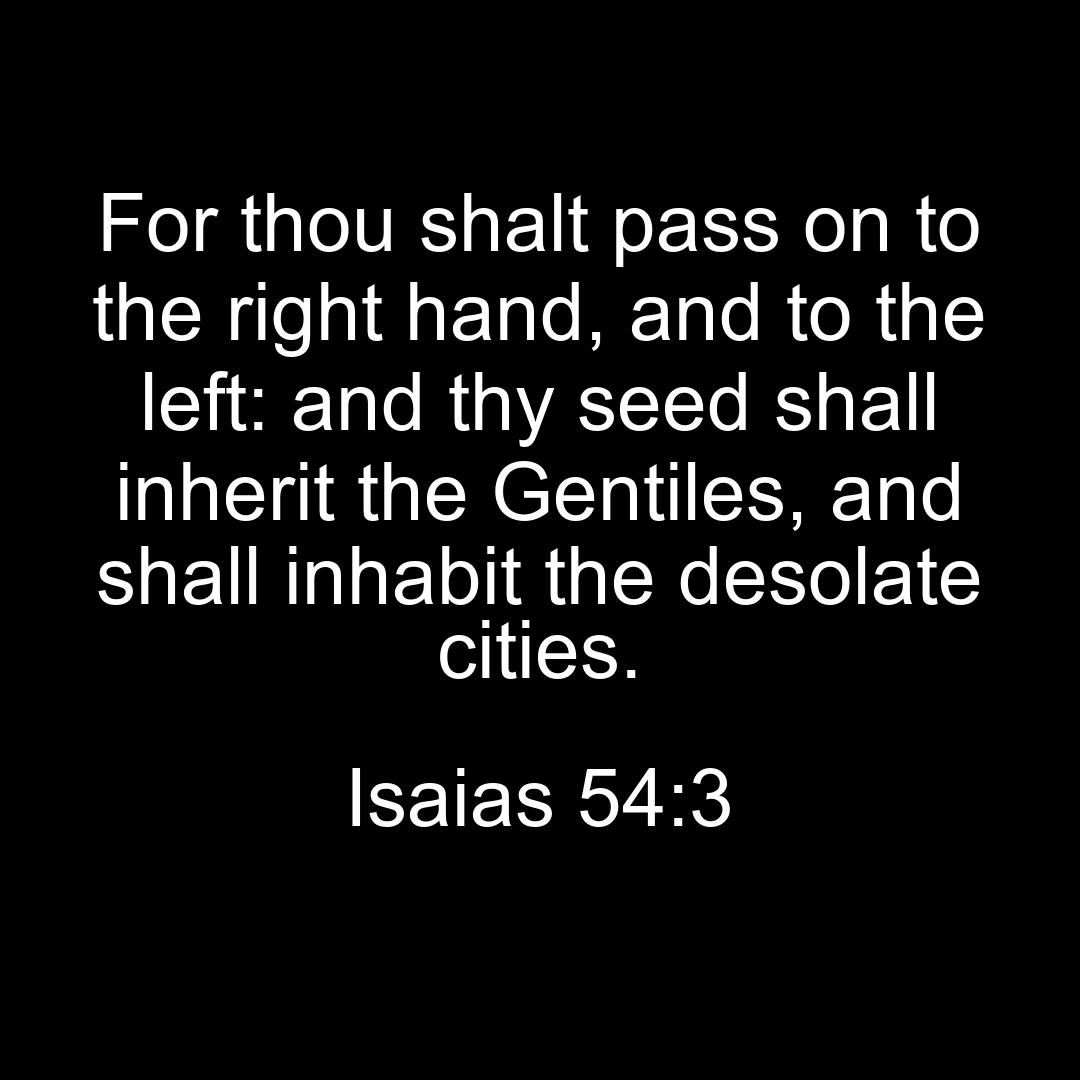 For thou shalt pass on to
the right hand, and to the
left: and thy seed shall
inherit the Gentiles, and
shall inhabit the desolate
cities.
Isaias 54:3